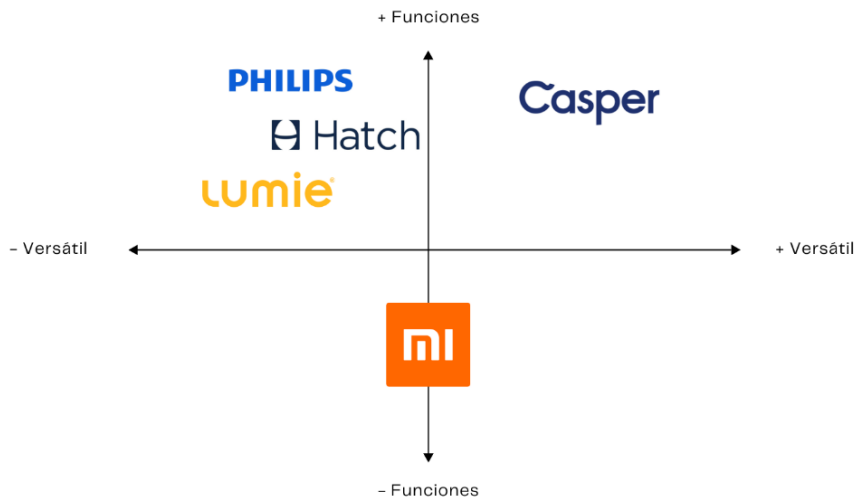 + Funciones
PHILIPS
Casper
Hatch
Lumie
- Versátil
+ Versátil
mi
- Funciones